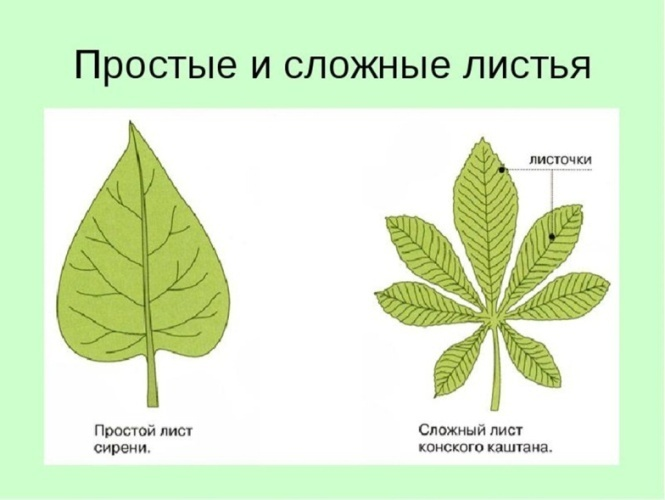 Простые и сложные листья
листочки
Простой лист
сирени.
Сложный лист
конского каштана.